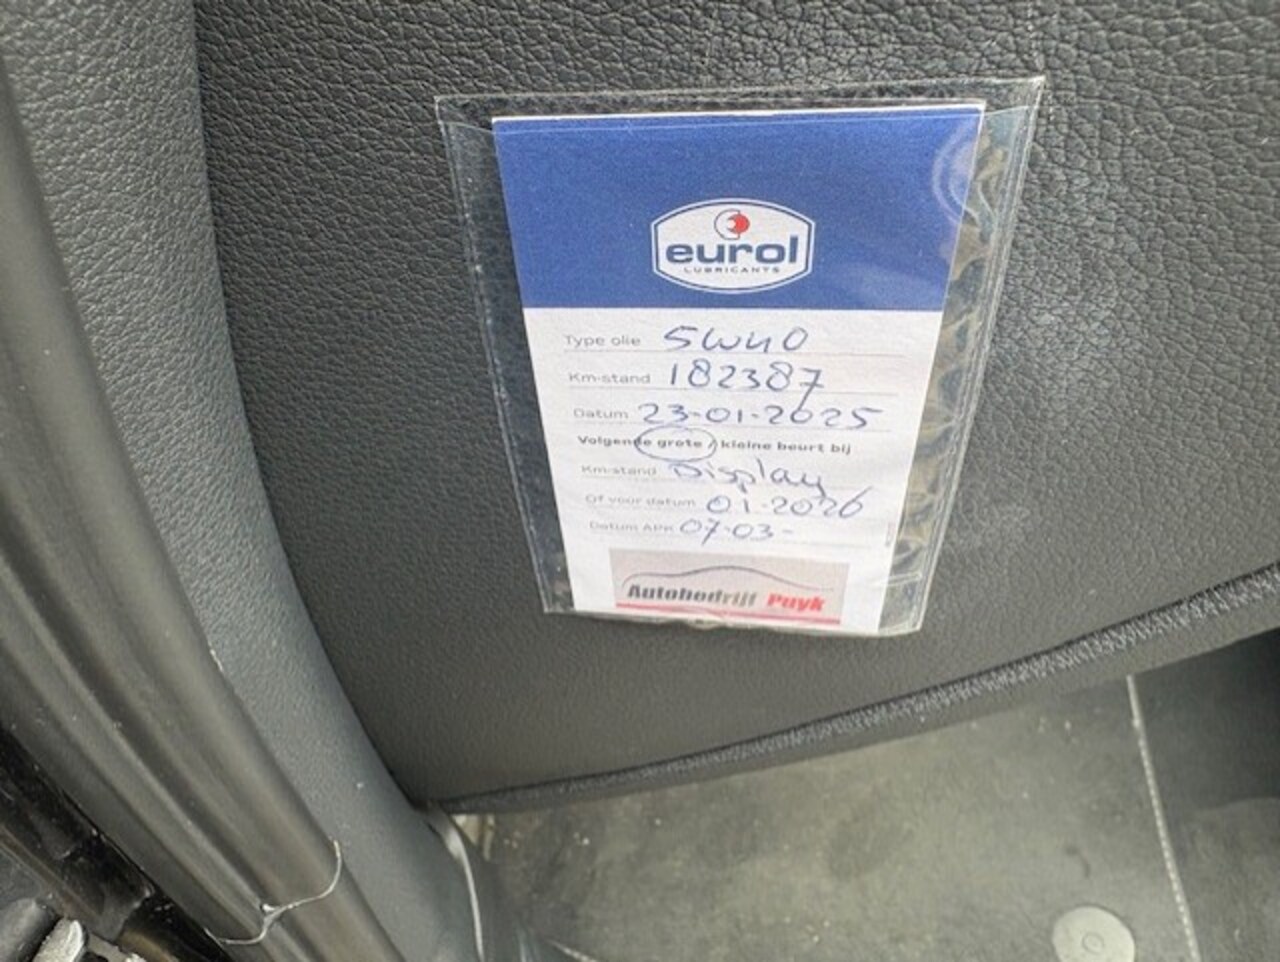 eurol
LUBRICANTS
Type olie 5W40
Km-stand 182387
Datum 23-01-2025
Volgende grote / kleine beurt bij
Km-stand Display
Of voor datum 01-2026
Datum APK 07-03-
Autobedrijf Puyk